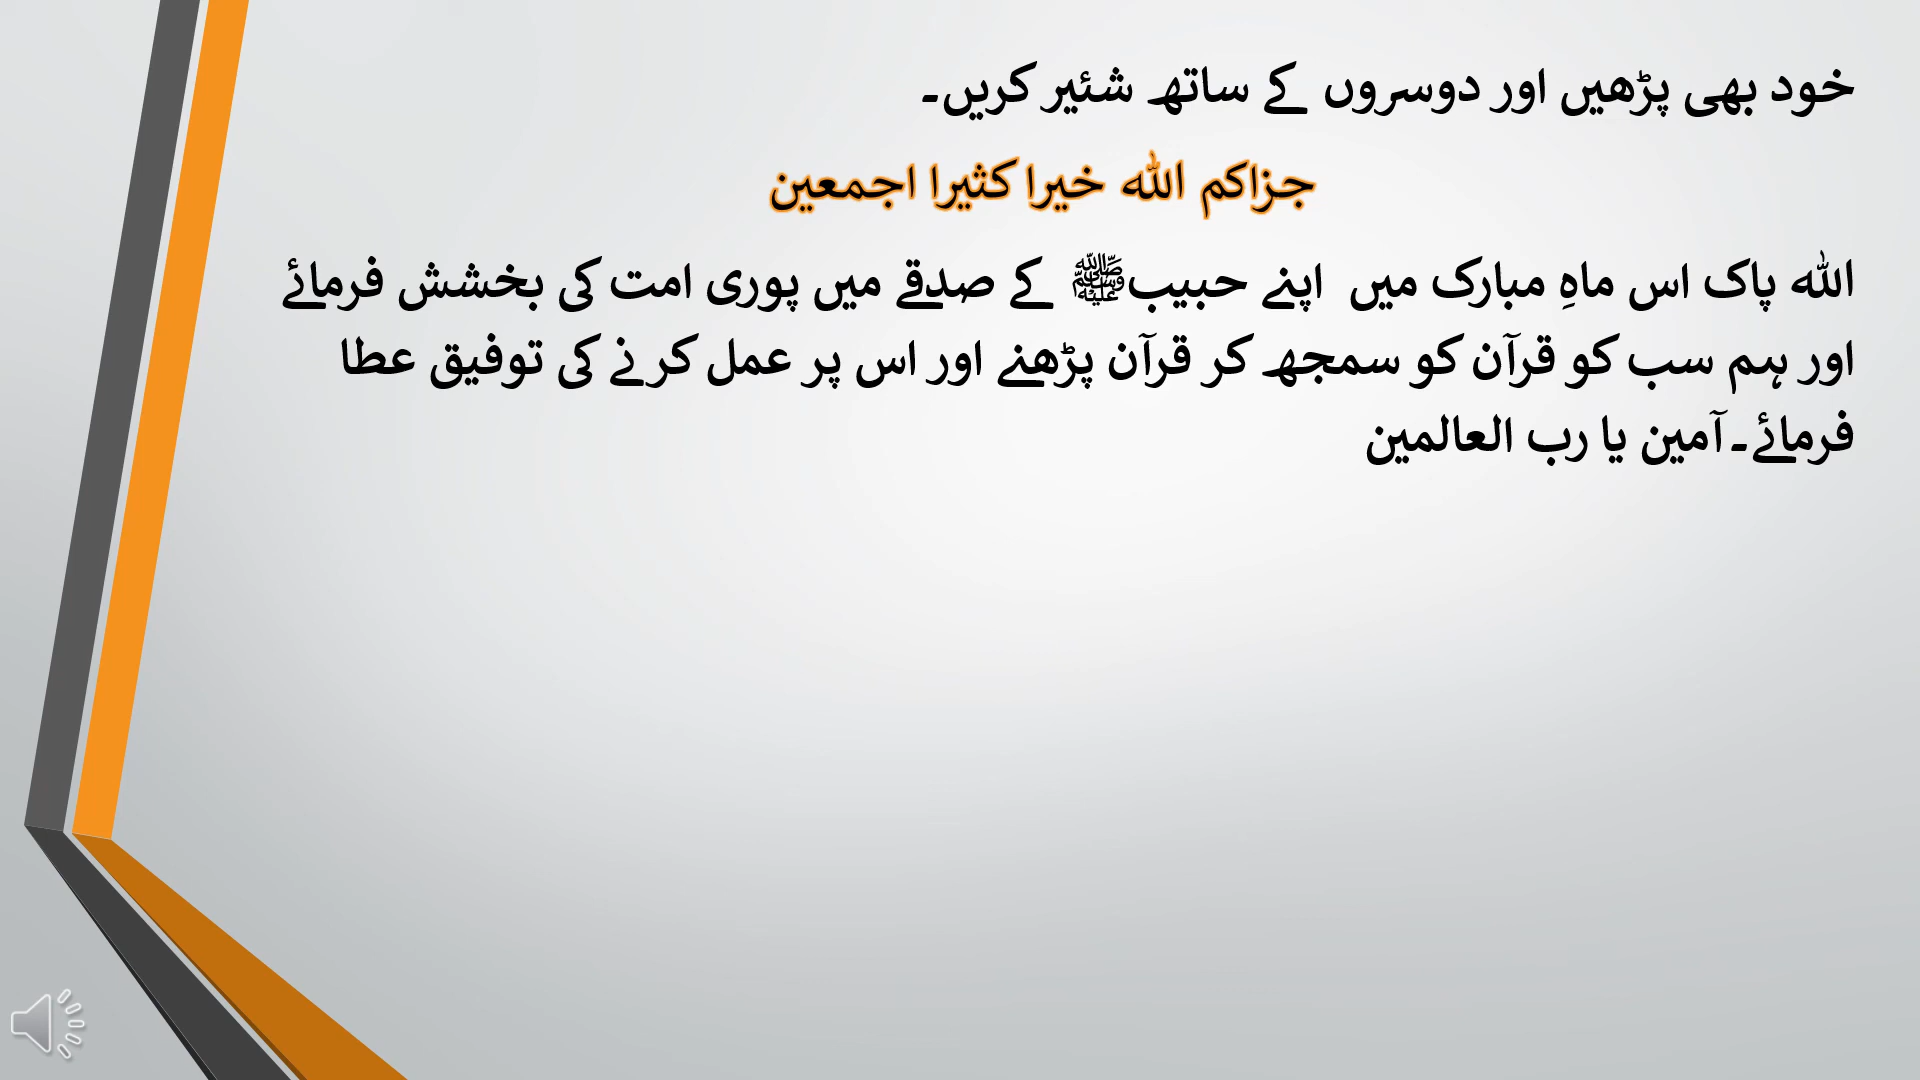 خود بھی پڑھیں اور دوسروں کے ساتھ شئیر کریں۔
جزاکم اللہ خیرا کثیرا اجمعین
اللہ پاک اس ماہِ مبارک میں اپنے حبیبﷺ کے صدقے میں پوری امت کی بخشش فرمائے
اور ہم سب کو قرآن کو سمجھ کر قرآن پڑھنے اور اس پر عمل کرنے کی توفیق عطا
فرمائے۔آمین یا رب العالمین